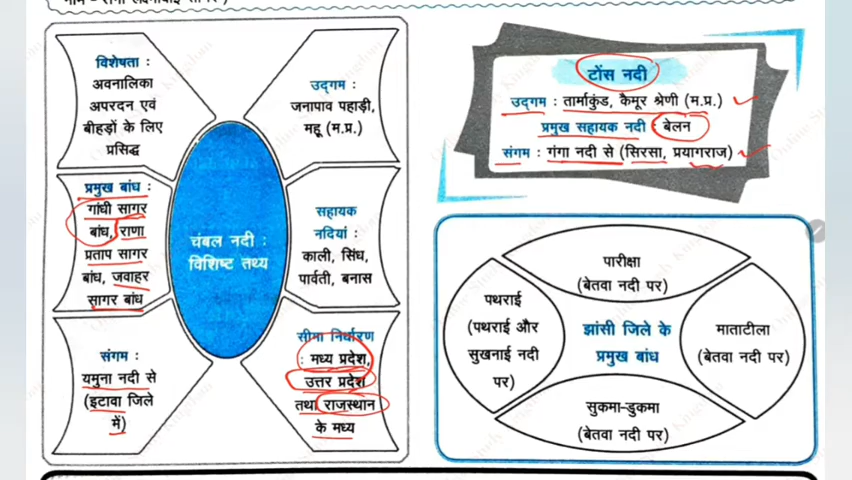 विशेषता :
अवनालिका
अपरदन एवं
बीहड़ों के लिए
प्रसिद्ध
उद्गम :
जनापाव पहाड़ी,
महू (म.प्र.)
प्रमुख बांध :
गांधी सागर
बांध, राणा
प्रताप सागर
बांध, जवाहर
सागर बांध
चंबल नदी :
विशिष्ट तथ्य
सहायक
नदियां :
काली, सिंध,
पार्वती, बनास
संगम :
यमुना नदी से
(इटावा जिले
में)
सीमा निर्धारण
: मध्य प्रदेश,
उत्तर प्रदेश
तथा राजस्थान
के मध्य
टोंस नदी
उद्गम : तार्माकुंड, कैमूर श्रेणी (म.प्र.)
प्रमुख सहायक नदी : बेलन
संगम : गंगा नदी से (सिरसा, प्रयागराज)
पारीक्षा
(बेतवा नदी पर)
पथराई
(पथराई और
सुखनाई नदी
पर)
झांसी जिले के
प्रमुख बांध
माताटीला
(बेतवा नदी पर)
सुकमा-डुकमा
(बेतवा नदी पर)